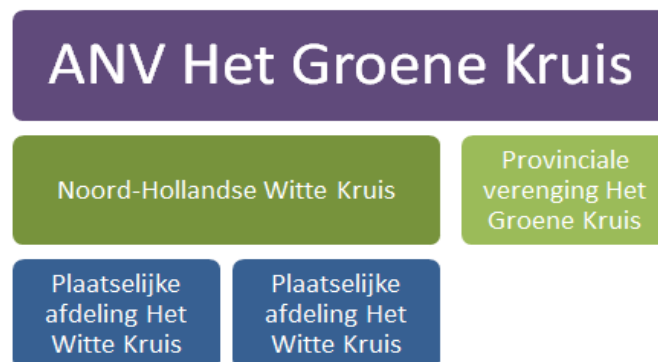 ANV Het Groene Kruis
Noord-Hollandse Witte Kruis
Provinciale
verenging Het
Groene Kruis
Plaatselijke
afdeling Het
Witte Kruis
Plaatselijke
afdeling Het
Witte Kruis